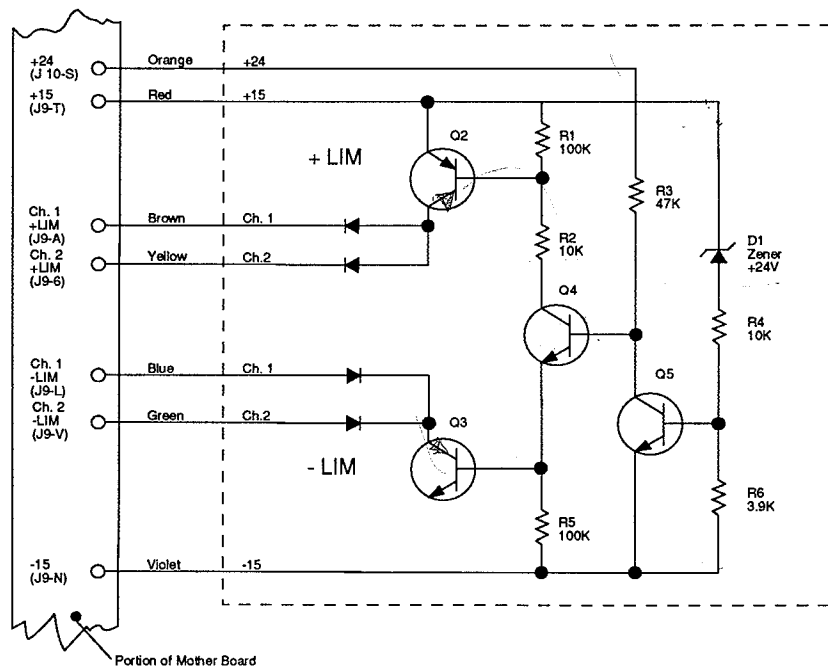 +24
(J 10-S)
Orange
+24
+15
(J9-T)
Red
+15
Q2
+ LIM
R1
100K
R3
47K
Ch. 1
+LIM
(J9-A)
Brown
Ch. 1
Ch. 2
+LIM
(J9-6)
Yellow
Ch.2
R2
10K
D1
Zener
+24V
Q4
R4
10K
Ch. 1
-LIM
(J9-L)
Blue
Ch. 1
Q5
Ch. 2
-LIM
(J9-V)
Green
Ch.2
Q3
- LIM
R6
3.9K
R5
100K
-15
(J9-N)
Violet
-15
Portion of Mother Board